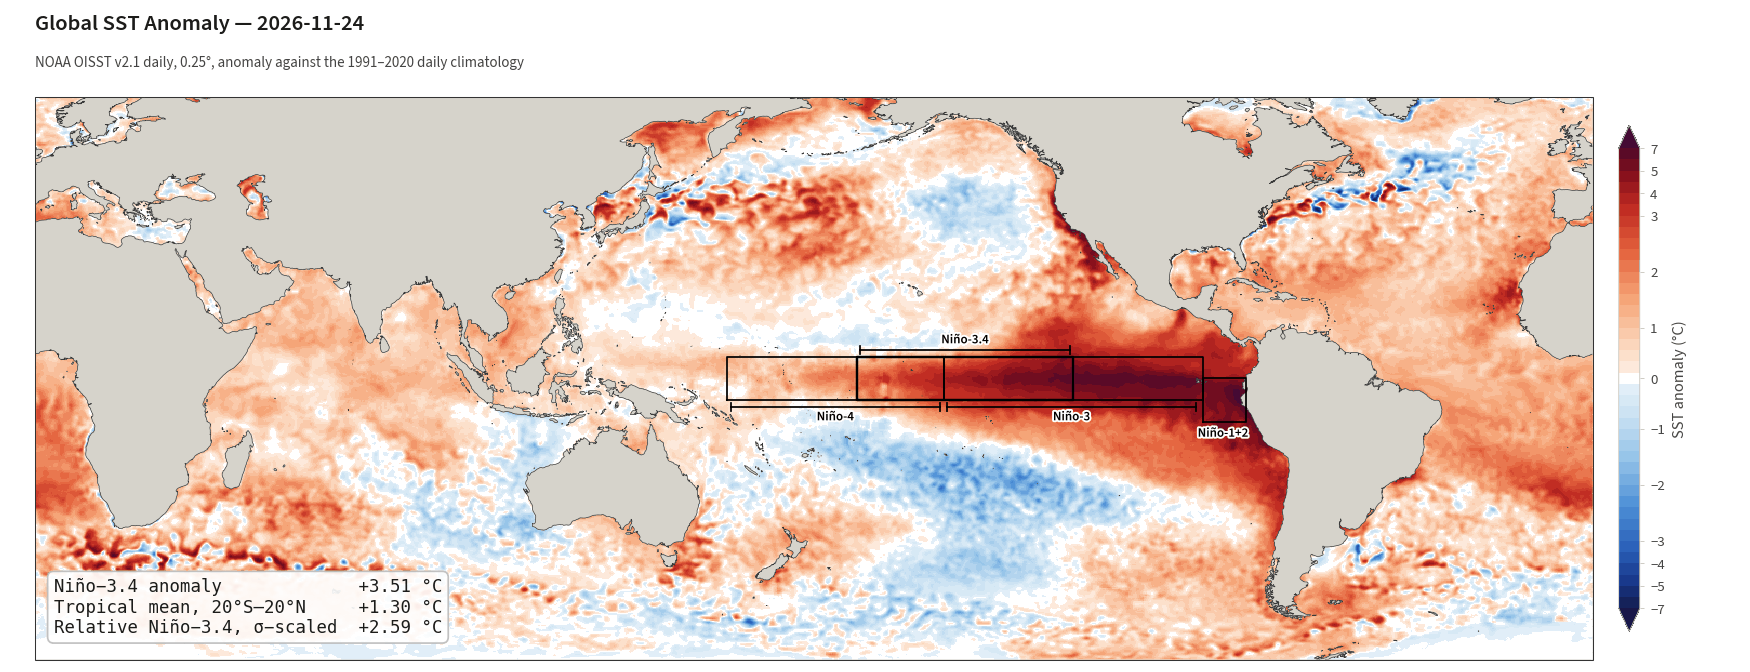 Global SST Anomaly — 2026-11-24
NOAA OISST v2.1 daily, 0.25°, anomaly against the 1991–2020 daily climatology
Niño-3.4
Niño-4
Niño-3
Niño-1+2
Niño−3.4 anomaly +3.51 °C
Tropical mean, 20°S–20°N +1.30 °C
Relative Niño−3.4, σ−scaled +2.59 °C
7
5
4
3
2
1
0
−1
−2
−3
−4
−5
−7
SST anomaly (°C)